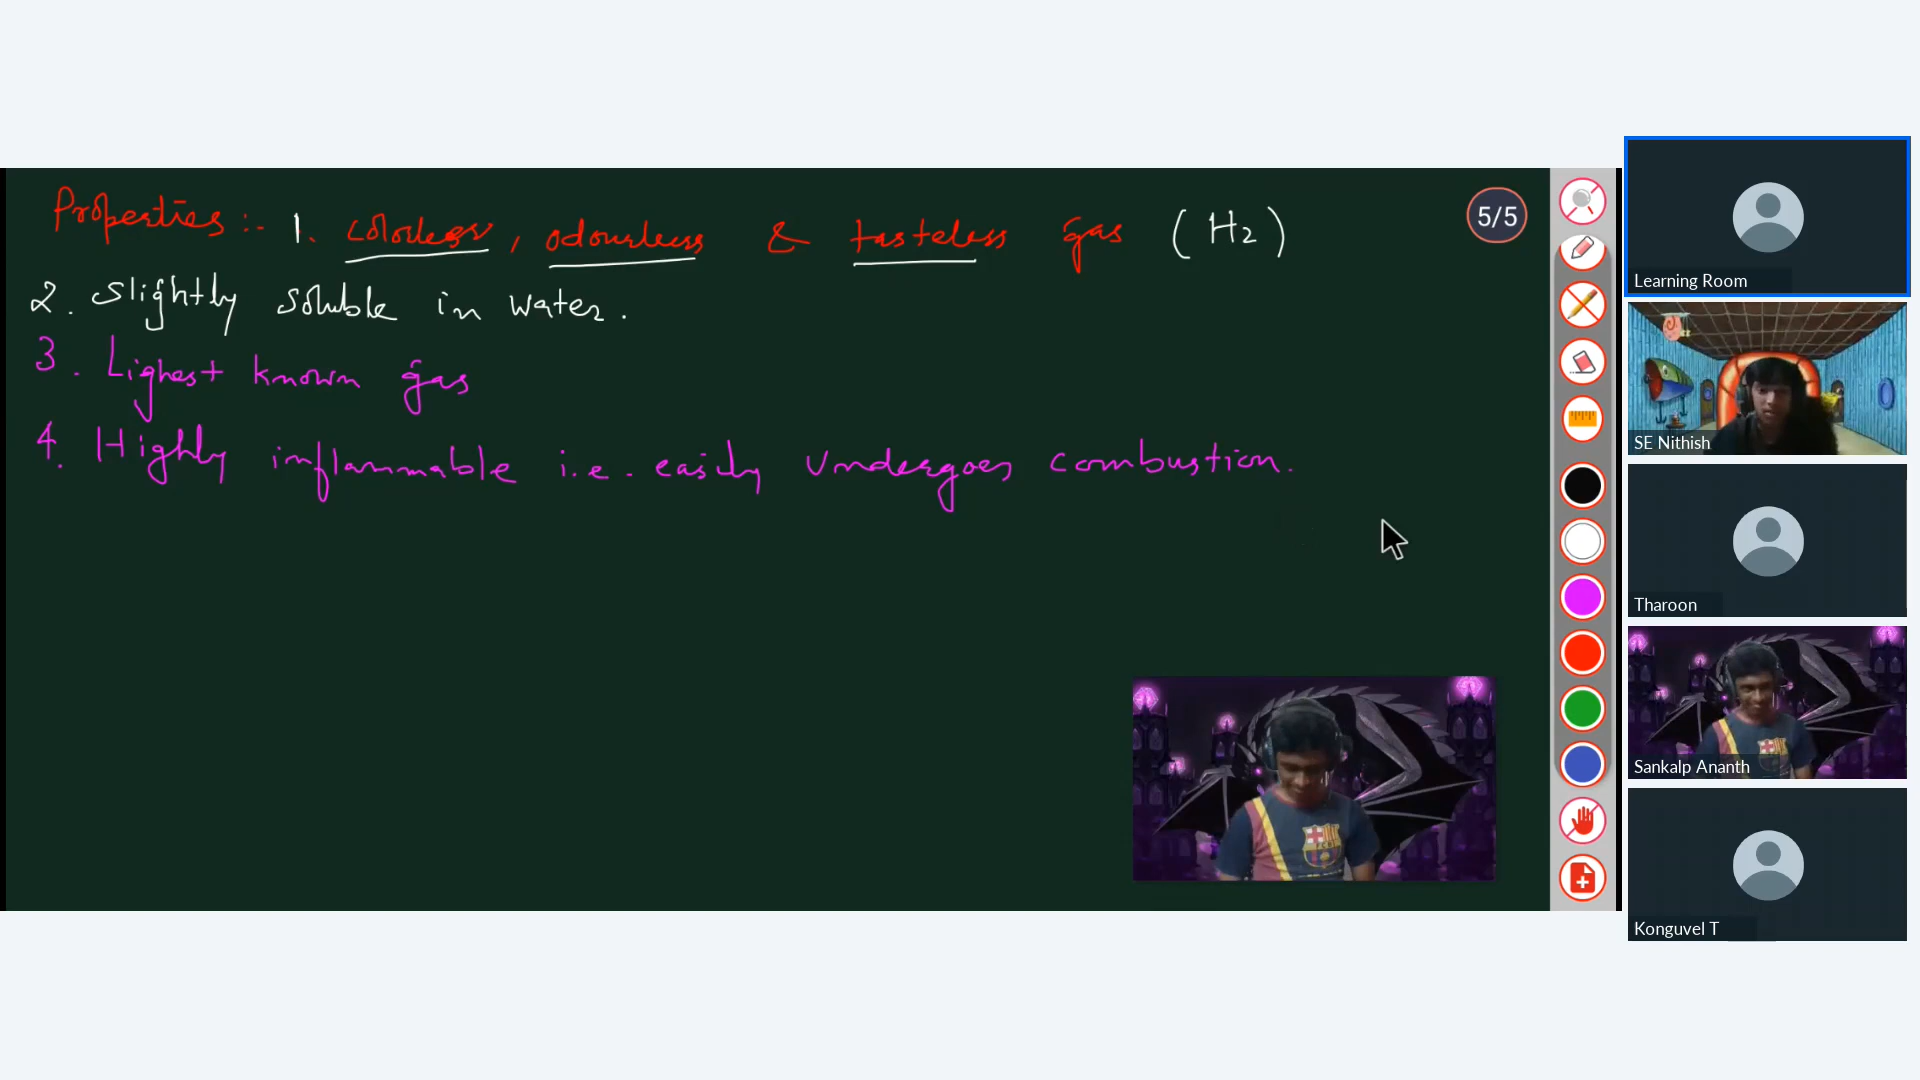 Properties :- 1. colorless, odourless & tasteless gas (H2)
2. Slightly soluble in water.
3. Lighest known gas
4. Highly inflammable i.e. easily undergoes combustion.
5/5
Learning Room
SE Nithish
Tharoon
Sankalp Ananth
Konguvel T